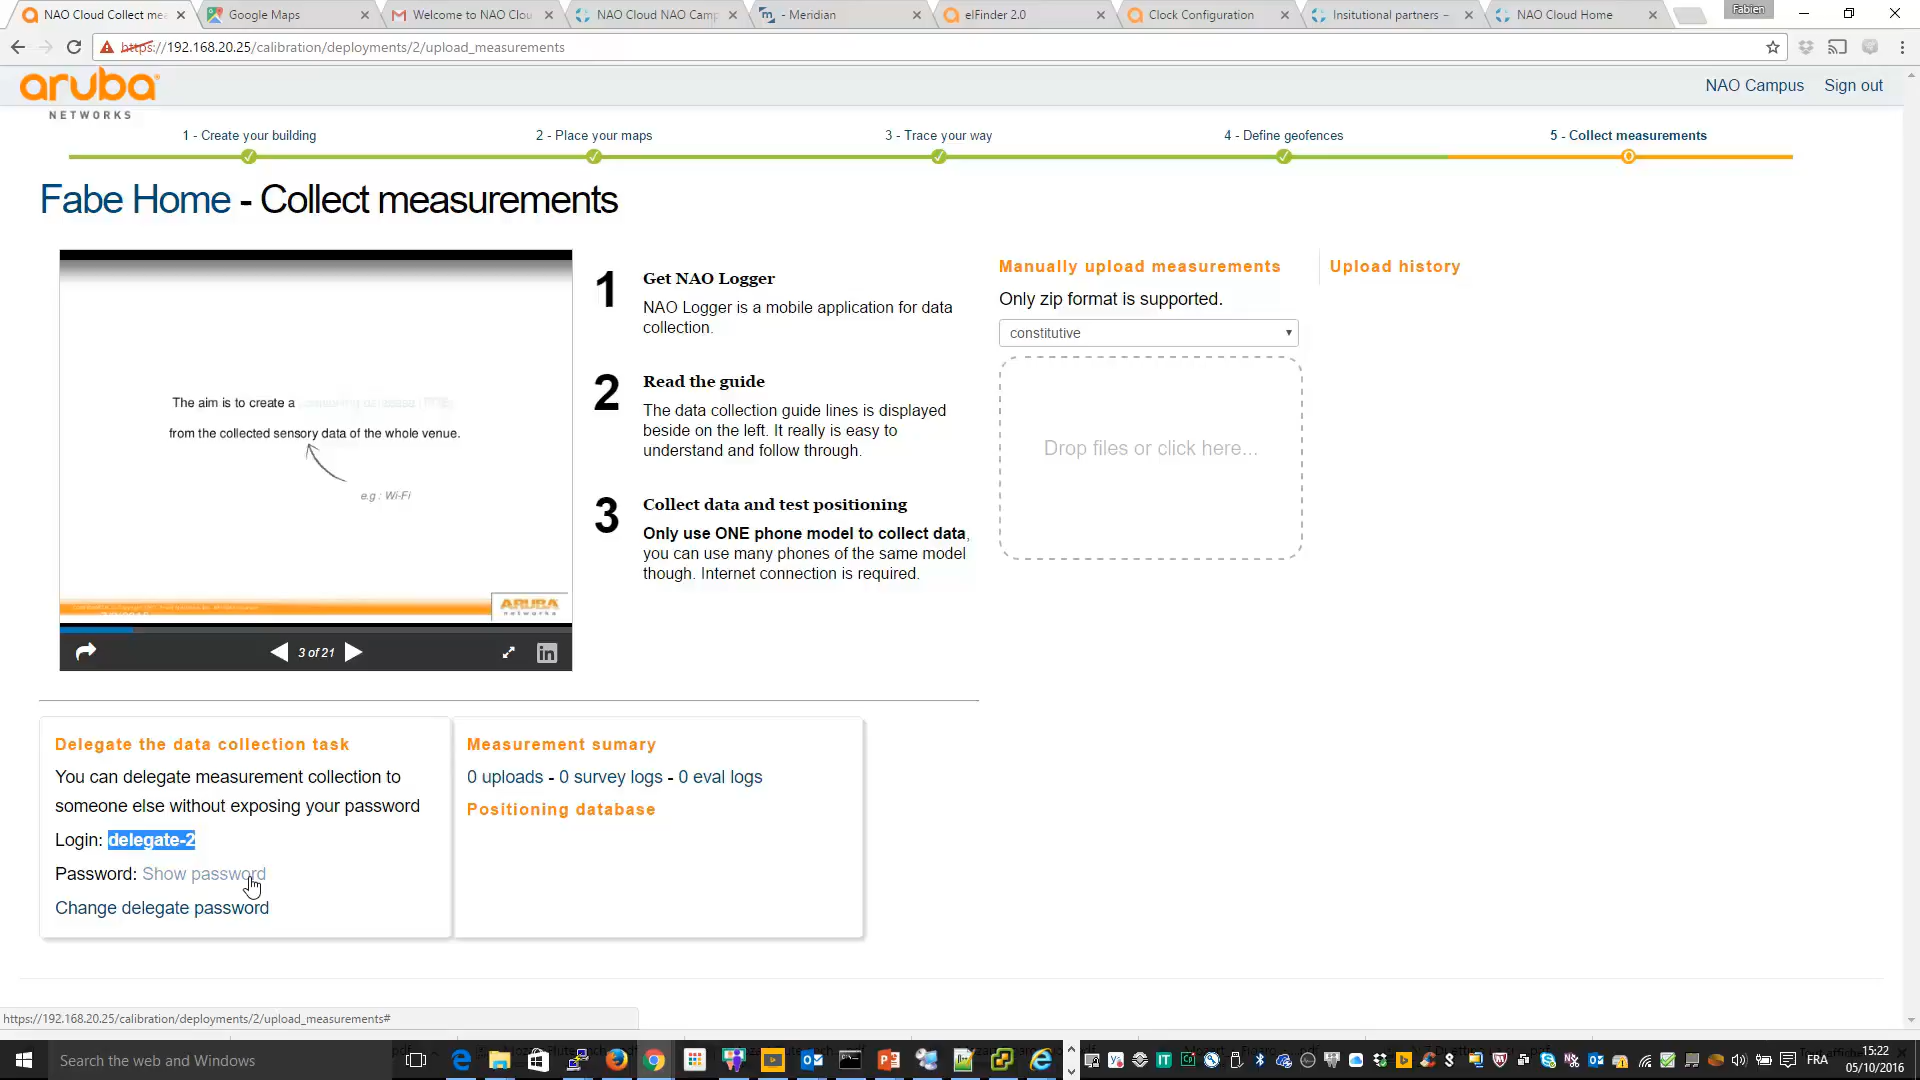 NAO Cloud Collect mea
Google Maps
Welcome to NAO Clou
NAO Cloud NAO Camp
- Meridian
elFinder 2.0
Clock Configuration
Insitutional partners –
NAO Cloud Home
Fabien
https://192.168.20.25/calibration/deployments/2/upload_measurements
aruba
NETWORKS
NAO Campus
Sign out
1 - Create your building
2 - Place your maps
3 - Trace your way
4 - Define geofences
5 - Collect measurements
Fabe Home - Collect measurements
The aim is to create a
from the collected sensory data of the whole venue.
e.g : Wi-Fi
ARUBA
networks
3 of 21
1
Get NAO Logger
NAO Logger is a mobile application for data
collection.
2
Read the guide
The data collection guide lines is displayed
beside on the left. It really is easy to
understand and follow through.
3
Collect data and test positioning
Only use ONE phone model to collect data,
you can use many phones of the same model
though. Internet connection is required.
Manually upload measurements
Only zip format is supported.
constitutive
Drop files or click here...
Upload history
Delegate the data collection task
You can delegate measurement collection to
someone else without exposing your password
Login: delegate-2
Password: Show password
Change delegate password
Measurement sumary
0 uploads - 0 survey logs - 0 eval logs
Positioning database
https://192.168.20.25/calibration/deployments/2/upload_measurements#
Search the web and Windows
FRA
15:22
05/10/2016